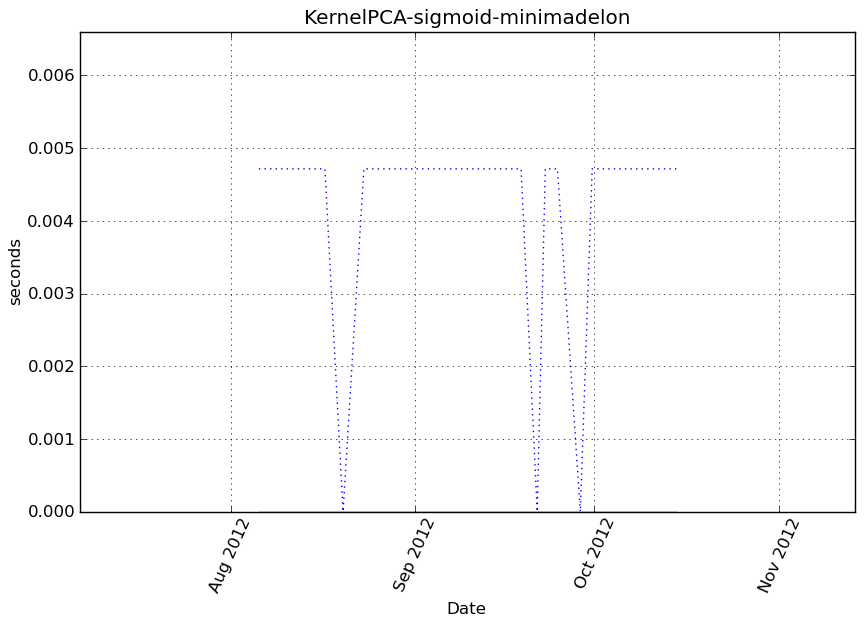 KernelPCA-sigmoid-minimadelon
0.006
0.005
0.004
0.003
0.002
0.001
0.000
seconds
Aug 2012
Sep 2012
Oct 2012
Nov 2012
Date